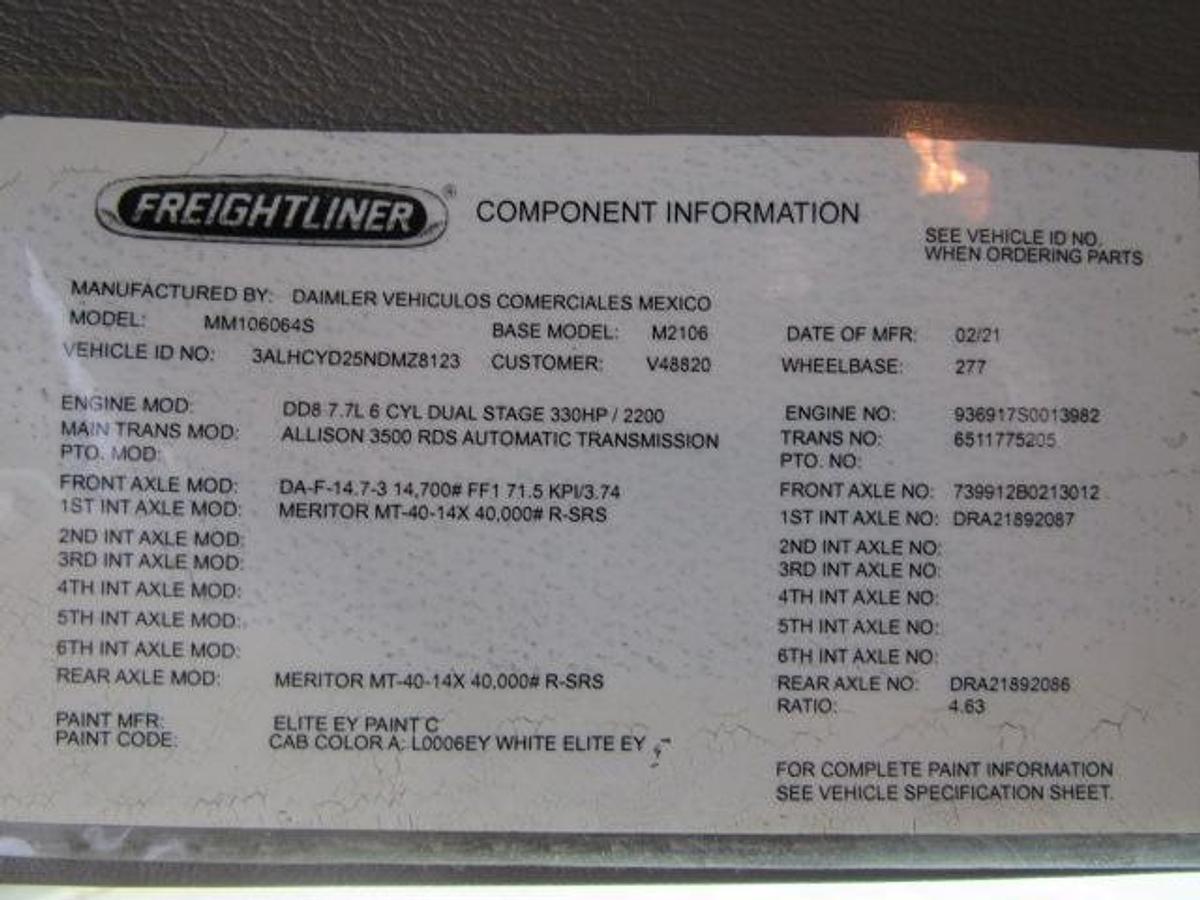 FREIGHTLINER ® COMPONENT INFORMATION
SEE VEHICLE ID NO.
WHEN ORDERING PARTS
MANUFACTURED BY: DAIMLER VEHICULOS COMERCIALES MEXICO
MODEL: MM106064S BASE MODEL: M2106 DATE OF MFR: 02/21
VEHICLE ID NO: 3ALHCYD25NDMZ8123 CUSTOMER: V48820 WHEELBASE: 277
ENGINE MOD: DD8 7.7L 6 CYL DUAL STAGE 330HP / 2200 ENGINE NO: 936917S0013982
MAIN TRANS MOD: ALLISON 3500 RDS AUTOMATIC TRANSMISSION TRANS NO: 6511775205
PTO. MOD: PTO. NO:
FRONT AXLE MOD: DA-F-14.7-3 14,700# FF1 71.5 KPI/3.74 FRONT AXLE NO: 739912B0213012
1ST INT AXLE MOD: MERITOR MT-40-14X 40,000# R-SRS 1ST INT AXLE NO: DRA21892087
2ND INT AXLE MOD: 2ND INT AXLE NO:
3RD INT AXLE MOD: 3RD INT AXLE NO:
4TH INT AXLE MOD: 4TH INT AXLE NO:
5TH INT AXLE MOD: 5TH INT AXLE NO:
6TH INT AXLE MOD: 6TH INT AXLE NO:
REAR AXLE MOD: MERITOR MT-40-14X 40,000# R-SRS REAR AXLE NO: DRA21892086
RATIO: 4.63
PAINT MFR: ELITE EY PAINT C
PAINT CODE: CAB COLOR A: L0006EY WHITE ELITE EY
FOR COMPLETE PAINT INFORMATION
SEE VEHICLE SPECIFICATION SHEET.